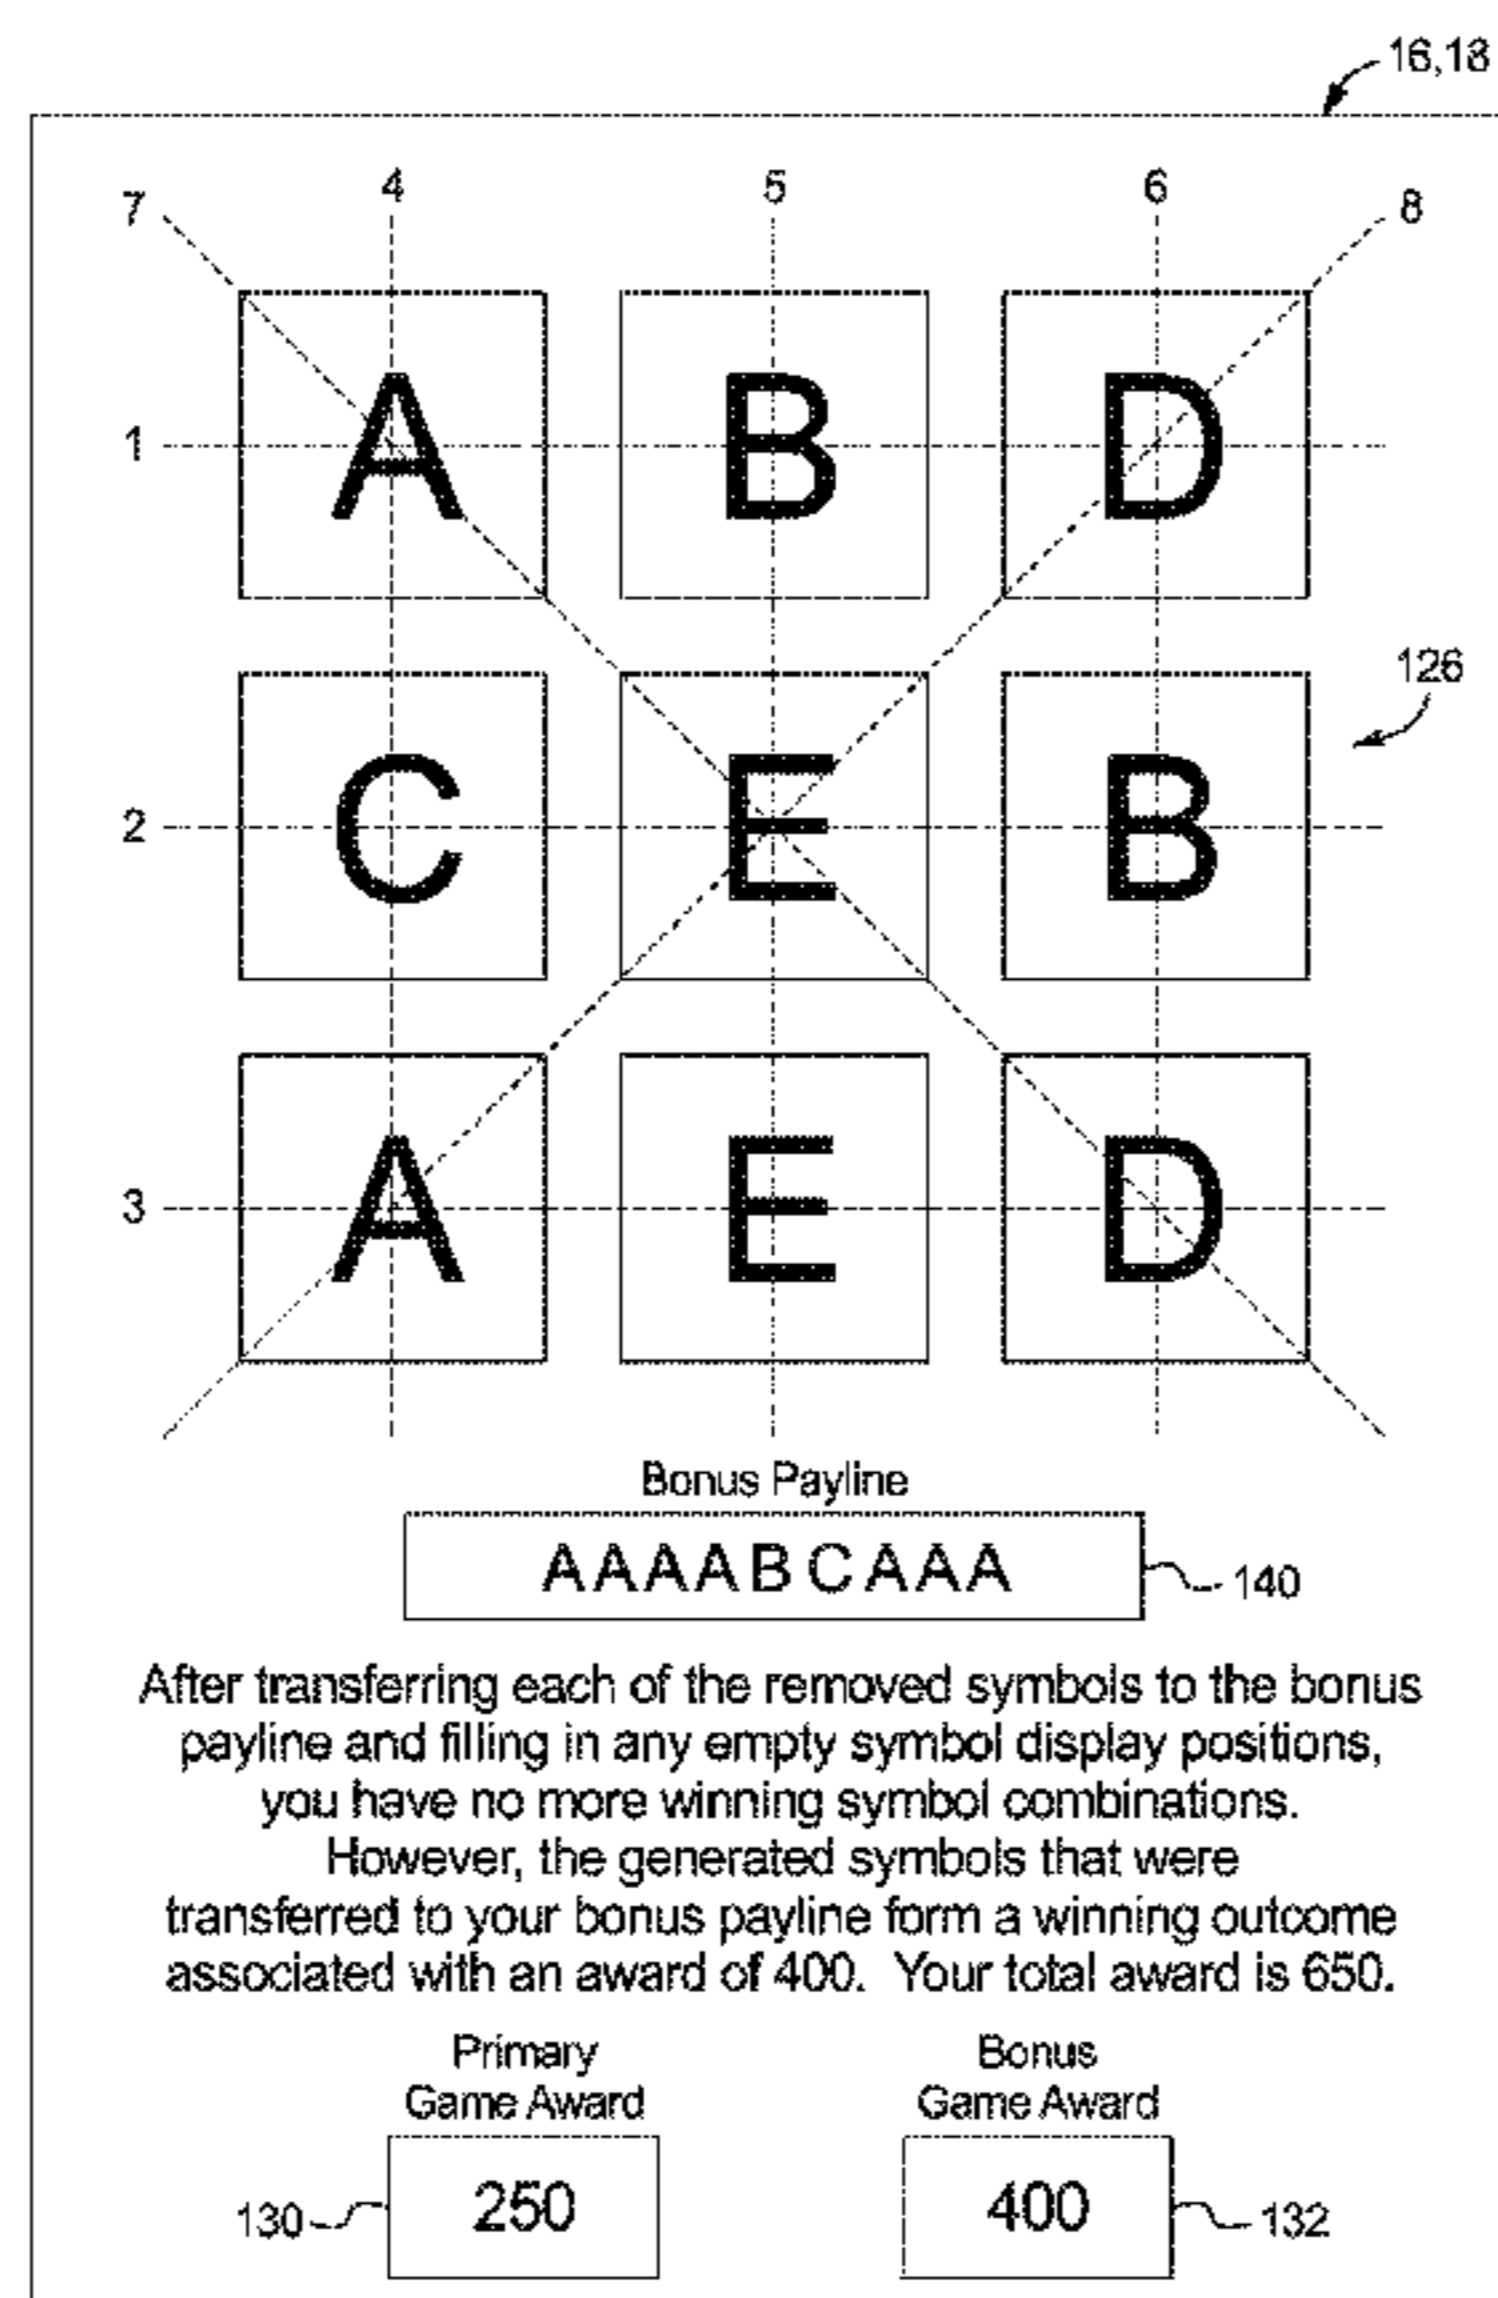 16,18
4 5 6
7 8
1 A B D
126
2 C E B
3 A E D
Bonus Payline
AAAABCAAA
140
After transferring each of the removed symbols to the bonus
payline and filling in any empty symbol display positions,
you have no more winning symbol combinations.
However, the generated symbols that were
transferred to your bonus payline form a winning outcome
associated with an award of 400. Your total award is 650.
Primary Bonus
Game Award Game Award
130 250 400 132